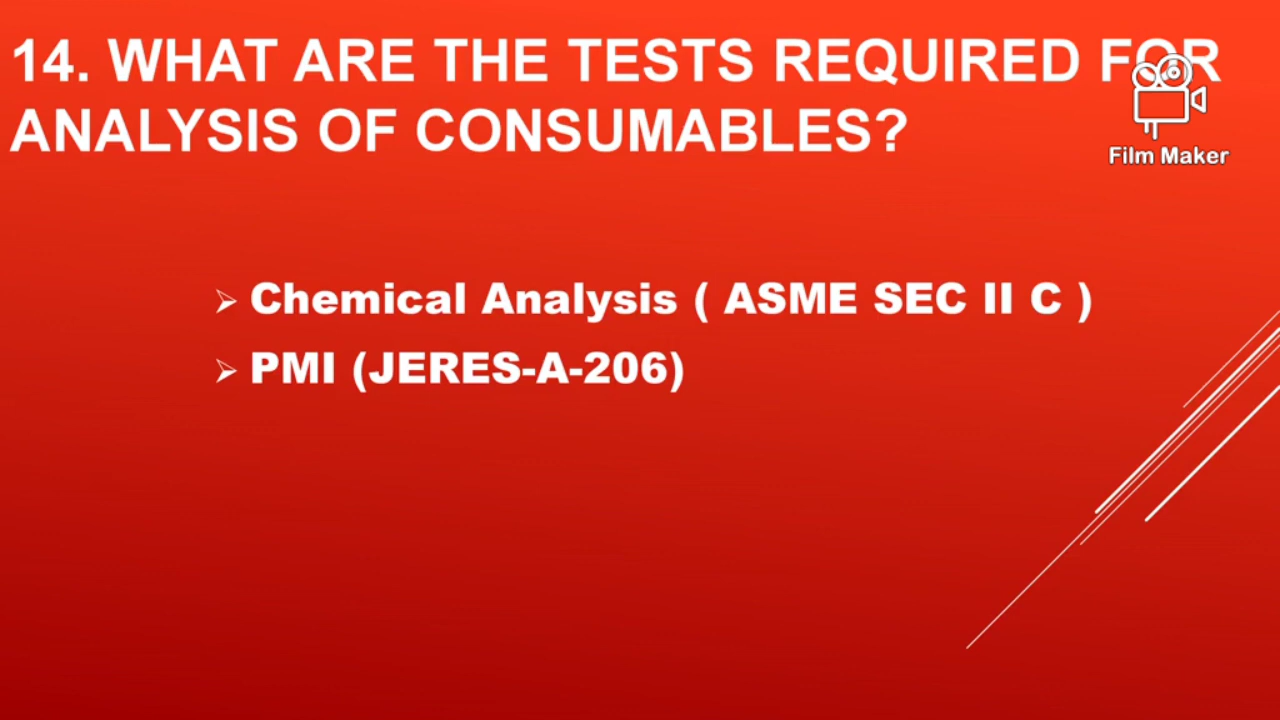 14. WHAT ARE THE TESTS REQUIRED FOR
ANALYSIS OF CONSUMABLES?
Film Maker
Chemical Analysis ( ASME SEC II C )
PMI (JERES-A-206)